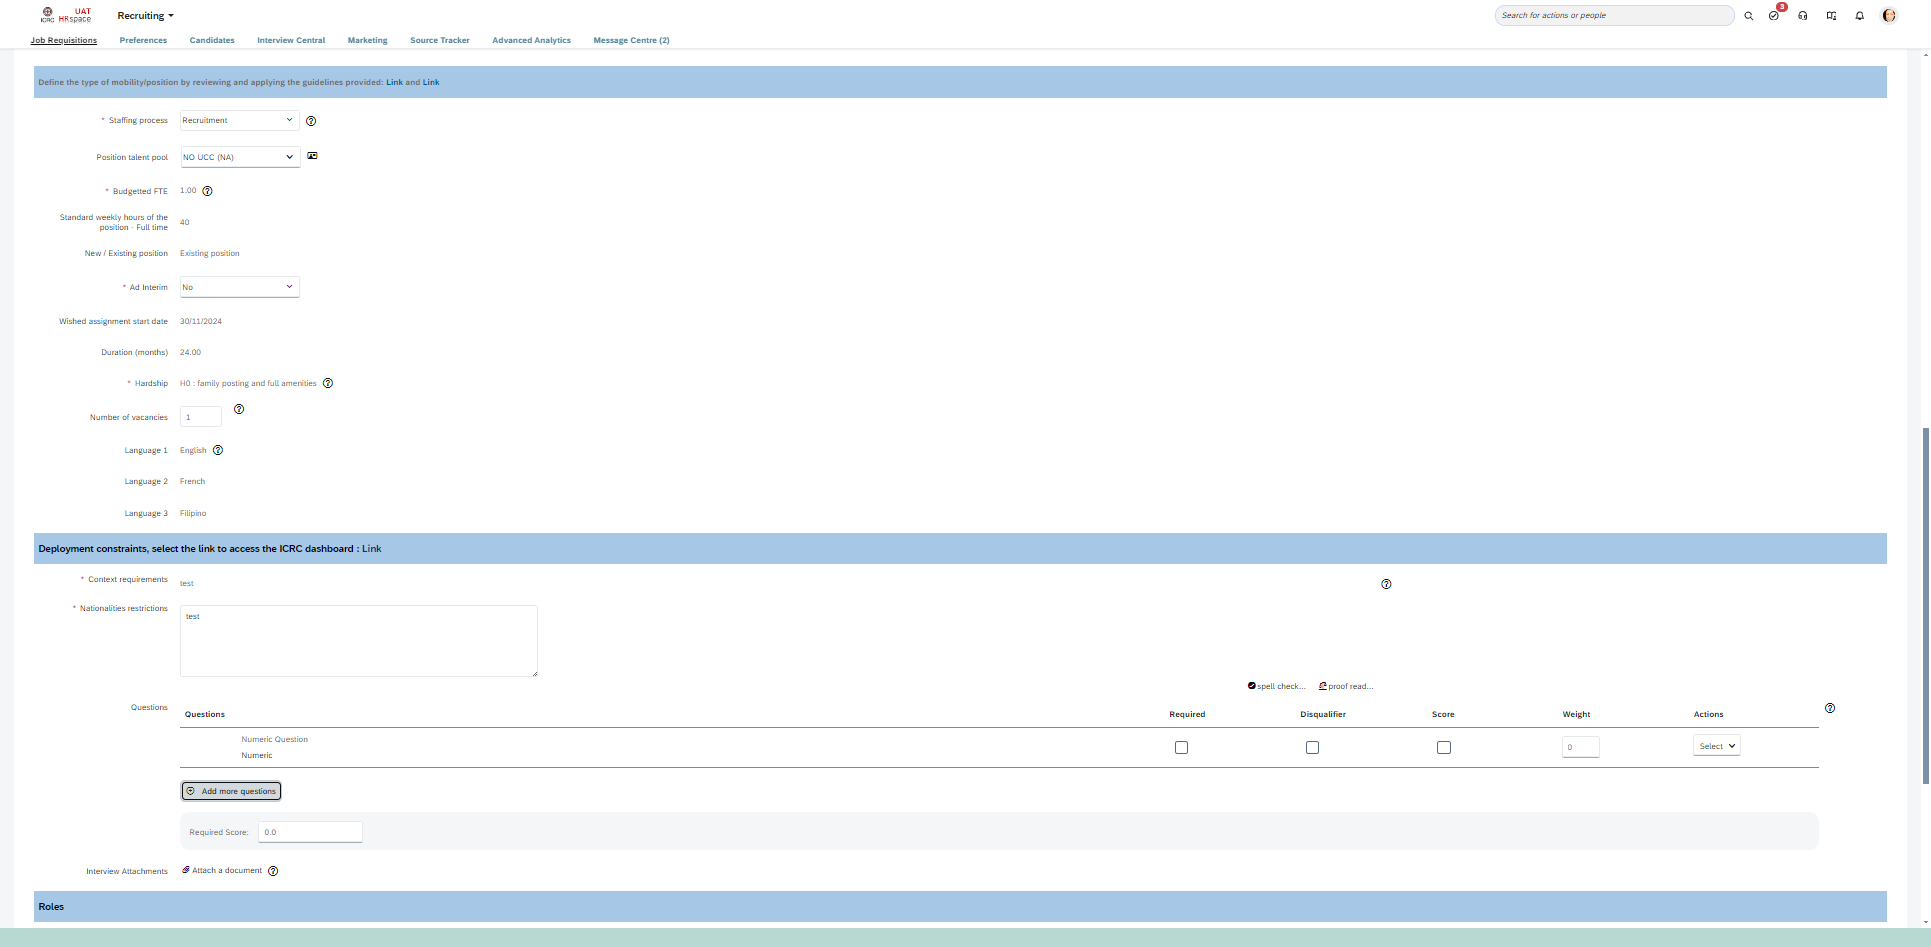 ICRC
UAT
HRspace
Recruiting
Search for actions or people
3
Job Requisitions
Preferences
Candidates
Interview Central
Marketing
Source Tracker
Advanced Analytics
Message Centre (2)
Define the type of mobility/position by reviewing and applying the guidelines provided: Link and Link
* Staffing process
Recruitment
Position talent pool
NO UCC (NA)
* Budgetted FTE
1.00
Standard weekly hours of the
position - Full time
40
New / Existing position
Existing position
* Ad Interim
No
Wished assignment start date
30/11/2024
Duration (months)
24.00
* Hardship
H0 : family posting and full amenities
Number of vacancies
1
Language 1
English
Language 2
French
Language 3
Filipino
Deployment constraints, select the link to access the ICRC dashboard : Link
* Context requirements
test
* Nationalities restrictions
test
spell check...
proof read...
Questions
Questions
Required
Disqualifier
Score
Weight
Actions
Numeric Question
Numeric
0
Select
Add more questions
Required Score:
0.0
Interview Attachments
Attach a document
Roles